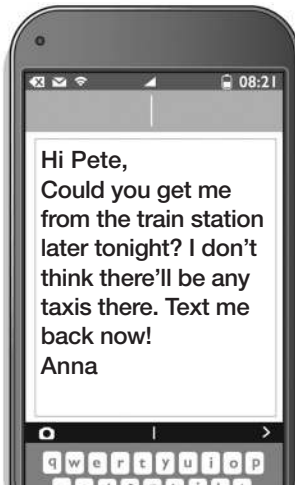 08:21
Hi Pete,
Could you get me
from the train station
later tonight? I don't
think there'll be any
taxis there. Text me
back now!
Anna
q w e r t y u i o p